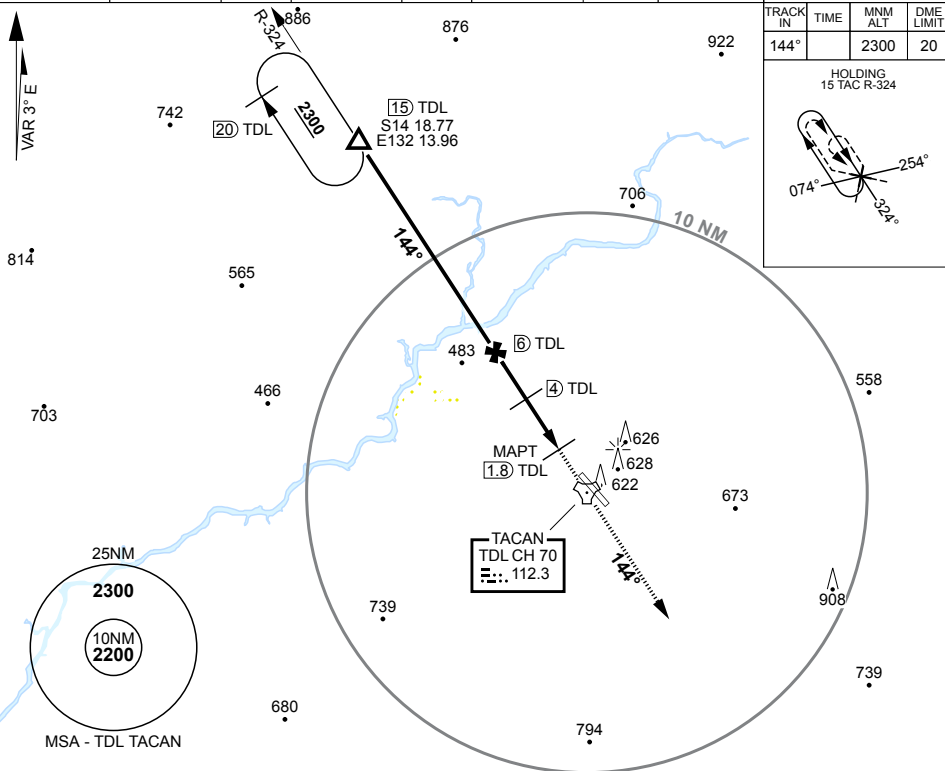 R-324
886
876
922
TRACK IN
TIME
MNM ALT
DME LIMIT
144°
2300
20
HOLDING
15 TAC R-324
074°
254°
324°
VAR 3° E
742
2300
20 TDL
15 TDL
S14 18.77
E132 13.96
706
10 NM
144°
814
565
483
6 TDL
4 TDL
466
703
558
MAPT
1.8 TDL
626
628
622
673
TACAN
TDL CH 70
112.3
144°
908
25NM
2300
10NM
2200
MSA - TDL TACAN
739
739
680
794